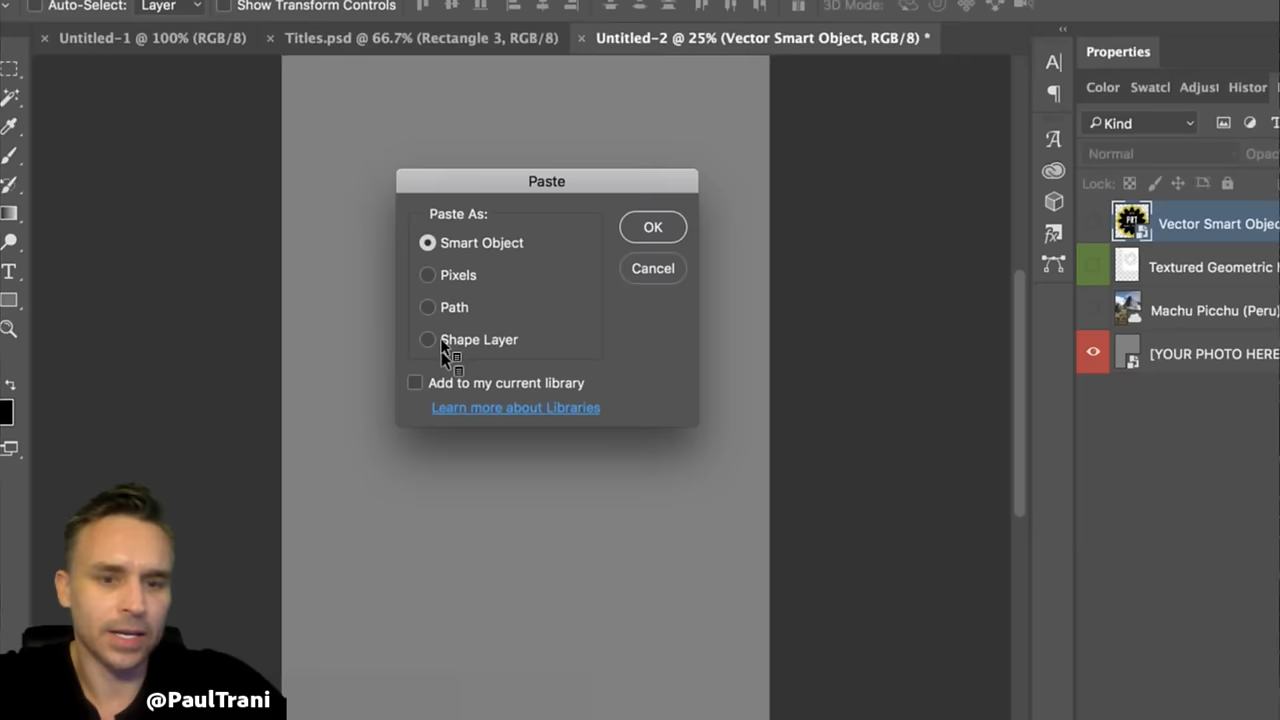 Auto-Select: Layer Show Transform Controls 3D Mode:
Untitled-1 @ 100% (RGB/8) Titles.psd @ 66.7% (Rectangle 3, RGB/8) Untitled-2 @ 25% (Vector Smart Object, RGB/8) *
Properties
Color Swatcl Adjust Histor
Kind
Normal Opac
Lock:
Vector Smart Objec
Textured Geometric
Machu Picchu (Peru)
[YOUR PHOTO HERE
Paste
Paste As:
Smart Object
Pixels
Path
Shape Layer
OK
Cancel
Add to my current library
Learn more about Libraries
@PaulTrani